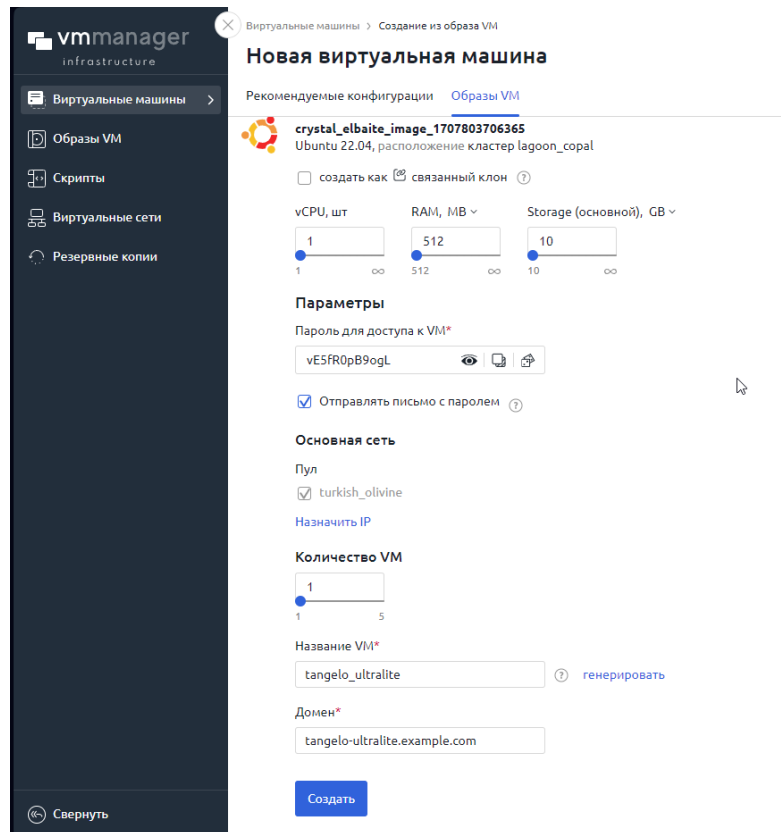 vmmanager
infrastructure
Виртуальные машины
Образы VM
Скрипты
Виртуальные сети
Резервные копии
Свернуть
Виртуальные машины > Создание из образа VM
Новая виртуальная машина
Рекомендуемые конфигурации Образы VM
crystal_elbaite_image_1707803706365
Ubuntu 22.04, расположение кластер lagoon_copal
создать как связанный клон ?
vCPU, шт RAM, MB Storage (основной), GB
1 512 10
1 ∞ 512 ∞ 10 ∞
Параметры
Пароль для доступа к VM*
vE5fR0pB9ogL
Отправлять письмо с паролем ?
Основная сеть
Пул
turkish_olivine
Назначить IP
Количество VM
1
1 5
Название VM*
tangelo_ultralite ? генерировать
Домен*
tangelo-ultralite.example.com
Создать